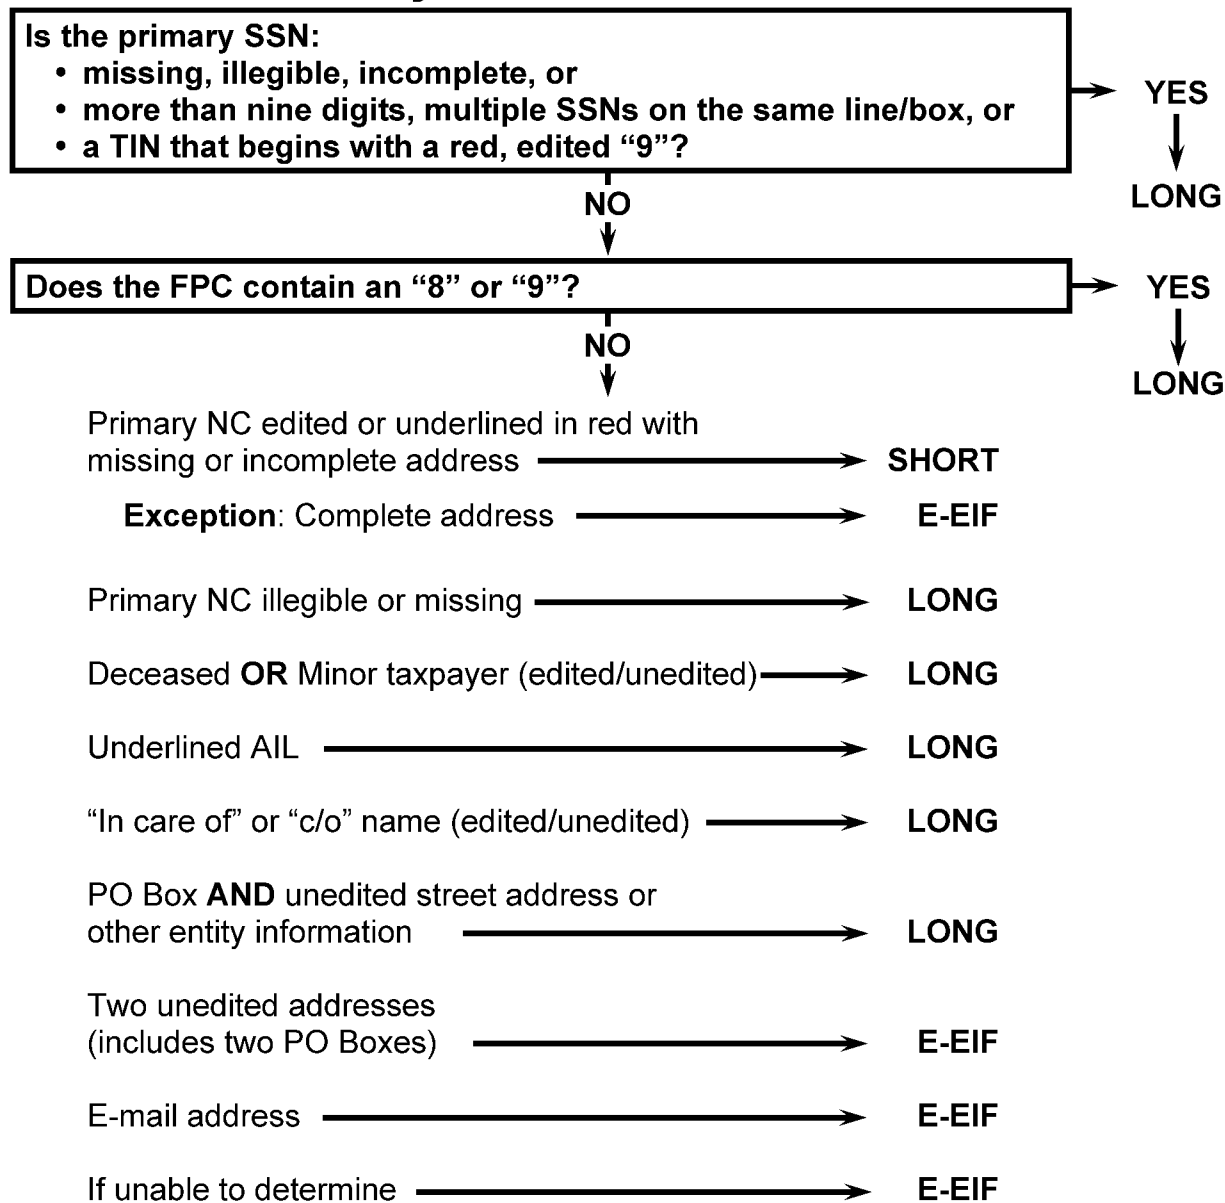 Is the primary SSN:
• missing, illegible, incomplete, or
• more than nine digits, multiple SSNs on the same line/box, or
• a TIN that begins with a red, edited “9”?
YES
LONG
NO
Does the FPC contain an “8” or “9”?
YES
LONG
NO
Primary NC edited or underlined in red with
missing or incomplete address SHORT
Exception: Complete address E-EIF
Primary NC illegible or missing LONG
Deceased OR Minor taxpayer (edited/unedited) LONG
Underlined AIL LONG
“In care of” or “c/o” name (edited/unedited) LONG
PO Box AND unedited street address or
other entity information LONG
Two unedited addresses
(includes two PO Boxes) E-EIF
E-mail address E-EIF
If unable to determine E-EIF